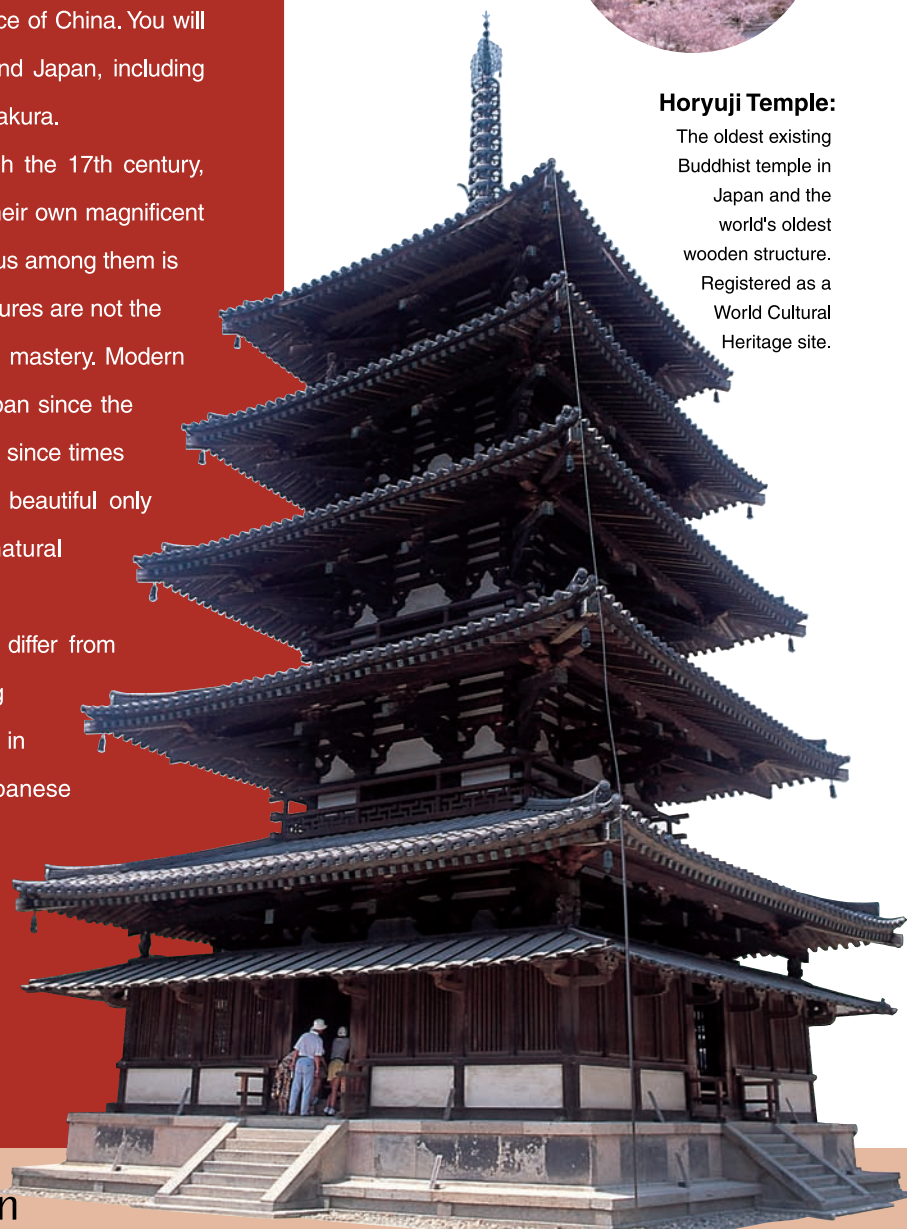 ce of China. You will
nd Japan, including
akura.
h the 17th century,
heir own magnificent
us among them is
ures are not the
mastery. Modern
pan since the
since times
beautiful only
natural
differ from
g
in
panese
Horyuji Temple:
The oldest existing
Buddhist temple in
Japan and the
world's oldest
wooden structure.
Registered as a
World Cultural
Heritage site.
n